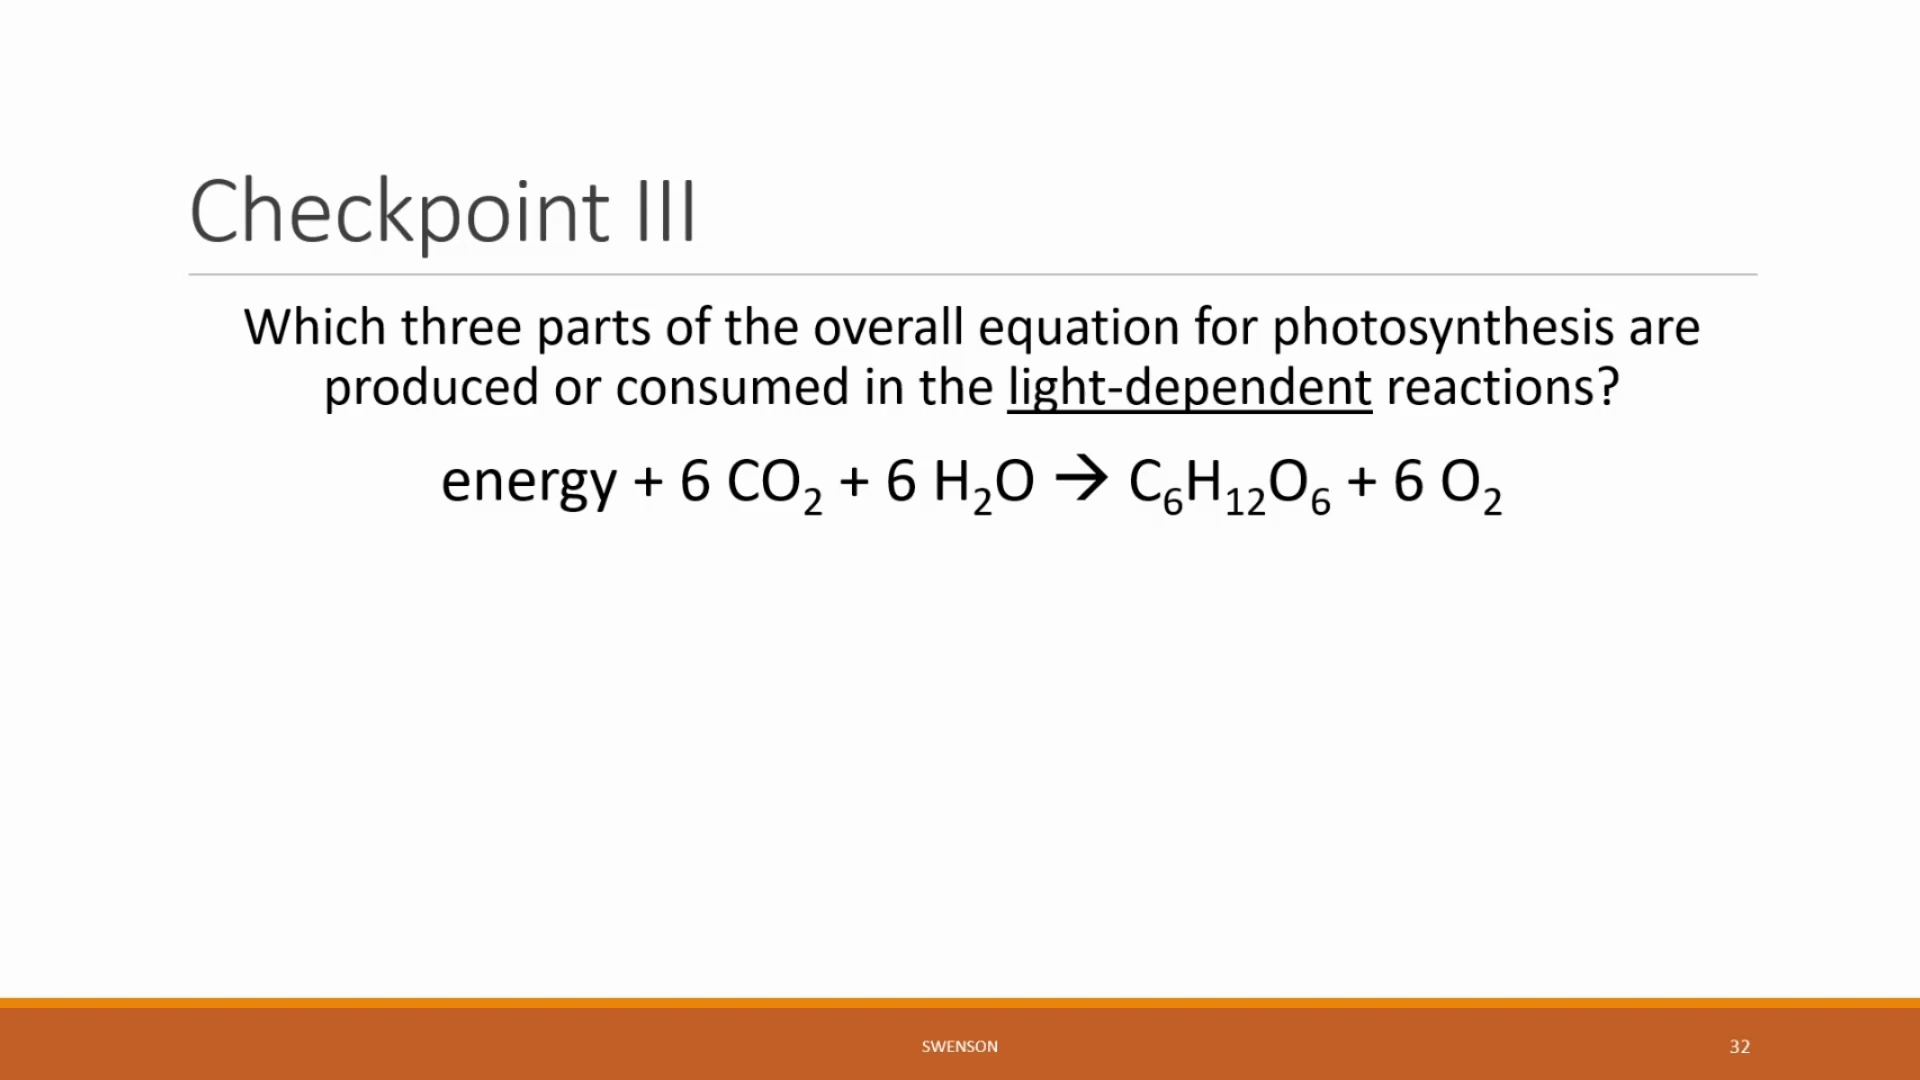 Checkpoint III
Which three parts of the overall equation for photosynthesis are
produced or consumed in the light-dependent reactions?
energy + 6 CO₂ + 6 H₂O → C₆H₁₂O₆ + 6 O₂
SWENSON
32